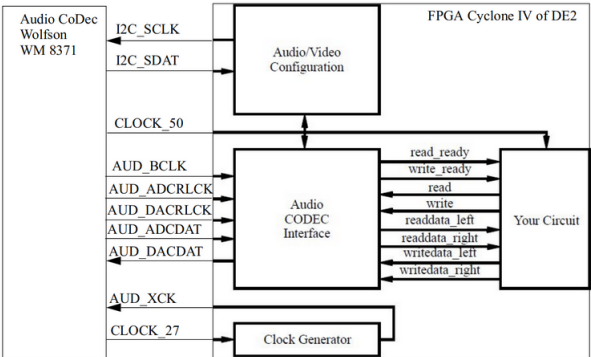 Audio CoDec
Wolfson
WM 8371
FPGA Cyclone IV of DE2
I2C_SCLK
I2C_SDAT
Audio/Video
Configuration
CLOCK_50
AUD_BCLK
AUD_ADCRLCK
AUD_DACRLCK
AUD_ADCDAT
AUD_DACDAT
Audio
CODEC
Interface
read_ready
write_ready
read
write
readdata_left
readdata_right
writedata_left
writedata_right
Your Circuit
AUD_XCK
CLOCK_27
Clock Generator